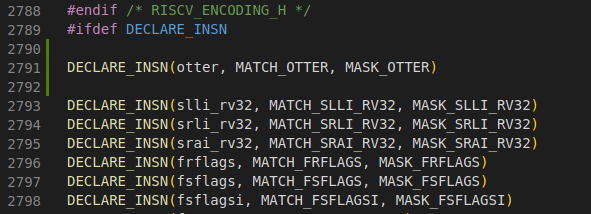 2788 #endif /* RISCV_ENCODING_H */
2789 #ifdef DECLARE_INSN
2790
2791 DECLARE_INSN(otter, MATCH_OTTER, MASK_OTTER)
2792
2793 DECLARE_INSN(slli_rv32, MATCH_SLLI_RV32, MASK_SLLI_RV32)
2794 DECLARE_INSN(srli_rv32, MATCH_SRLI_RV32, MASK_SRLI_RV32)
2795 DECLARE_INSN(srai_rv32, MATCH_SRAI_RV32, MASK_SRAI_RV32)
2796 DECLARE_INSN(frflags, MATCH_FRFLAGS, MASK_FRFLAGS)
2797 DECLARE_INSN(fsflags, MATCH_FSFLAGS, MASK_FSFLAGS)
2798 DECLARE_INSN(fsflagsi, MATCH_FSFLAGSI, MASK_FSFLAGSI)